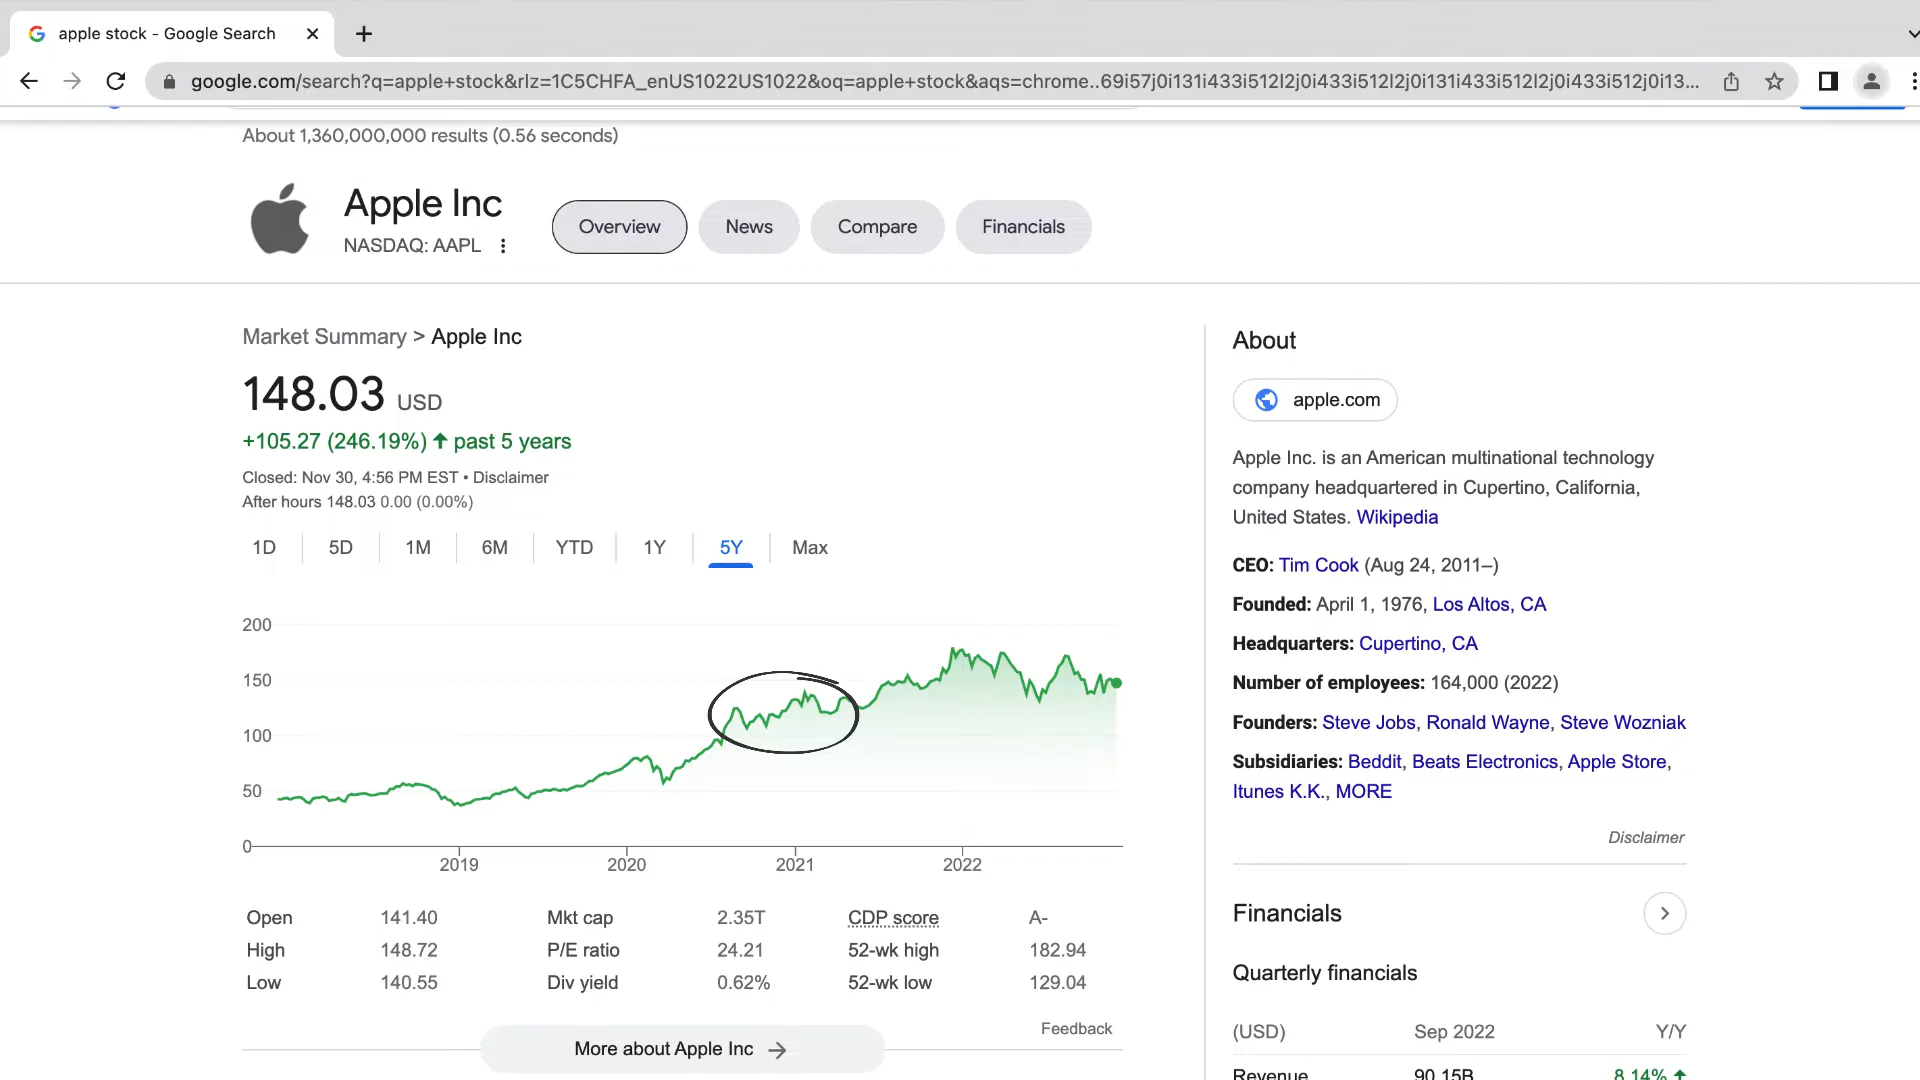 apple stock - Google Search
google.com/search?q=apple+stock&rlz=1C5CHFA_enUS1022US1022&oq=apple+stock&aqs=chrome..69i57j0i131i433i512l2j0i433i512l2j0i131i433i512l2j0i433i512j0i13...
About 1,360,000,000 results (0.56 seconds)
Apple Inc
NASDAQ: AAPL
Overview News Compare Financials
Market Summary > Apple Inc
148.03 USD
+105.27 (246.19%) ↑ past 5 years
Closed: Nov 30, 4:56 PM EST • Disclaimer
After hours 148.03 0.00 (0.00%)
1D 5D 1M 6M YTD 1Y 5Y Max
200
150
100
50
0
2019 2020 2021 2022
Open 141.40 Mkt cap 2.35T CDP score A-
High 148.72 P/E ratio 24.21 52-wk high 182.94
Low 140.55 Div yield 0.62% 52-wk low 129.04
Feedback
More about Apple Inc →
About
apple.com
Apple Inc. is an American multinational technology
company headquartered in Cupertino, California,
United States. Wikipedia
CEO: Tim Cook (Aug 24, 2011–)
Founded: April 1, 1976, Los Altos, CA
Headquarters: Cupertino, CA
Number of employees: 164,000 (2022)
Founders: Steve Jobs, Ronald Wayne, Steve Wozniak
Subsidiaries: Beddit, Beats Electronics, Apple Store,
Itunes K.K., MORE
Disclaimer
Financials
Quarterly financials
(USD) Sep 2022 Y/Y
Revenue 90.15B 8.14% ↑